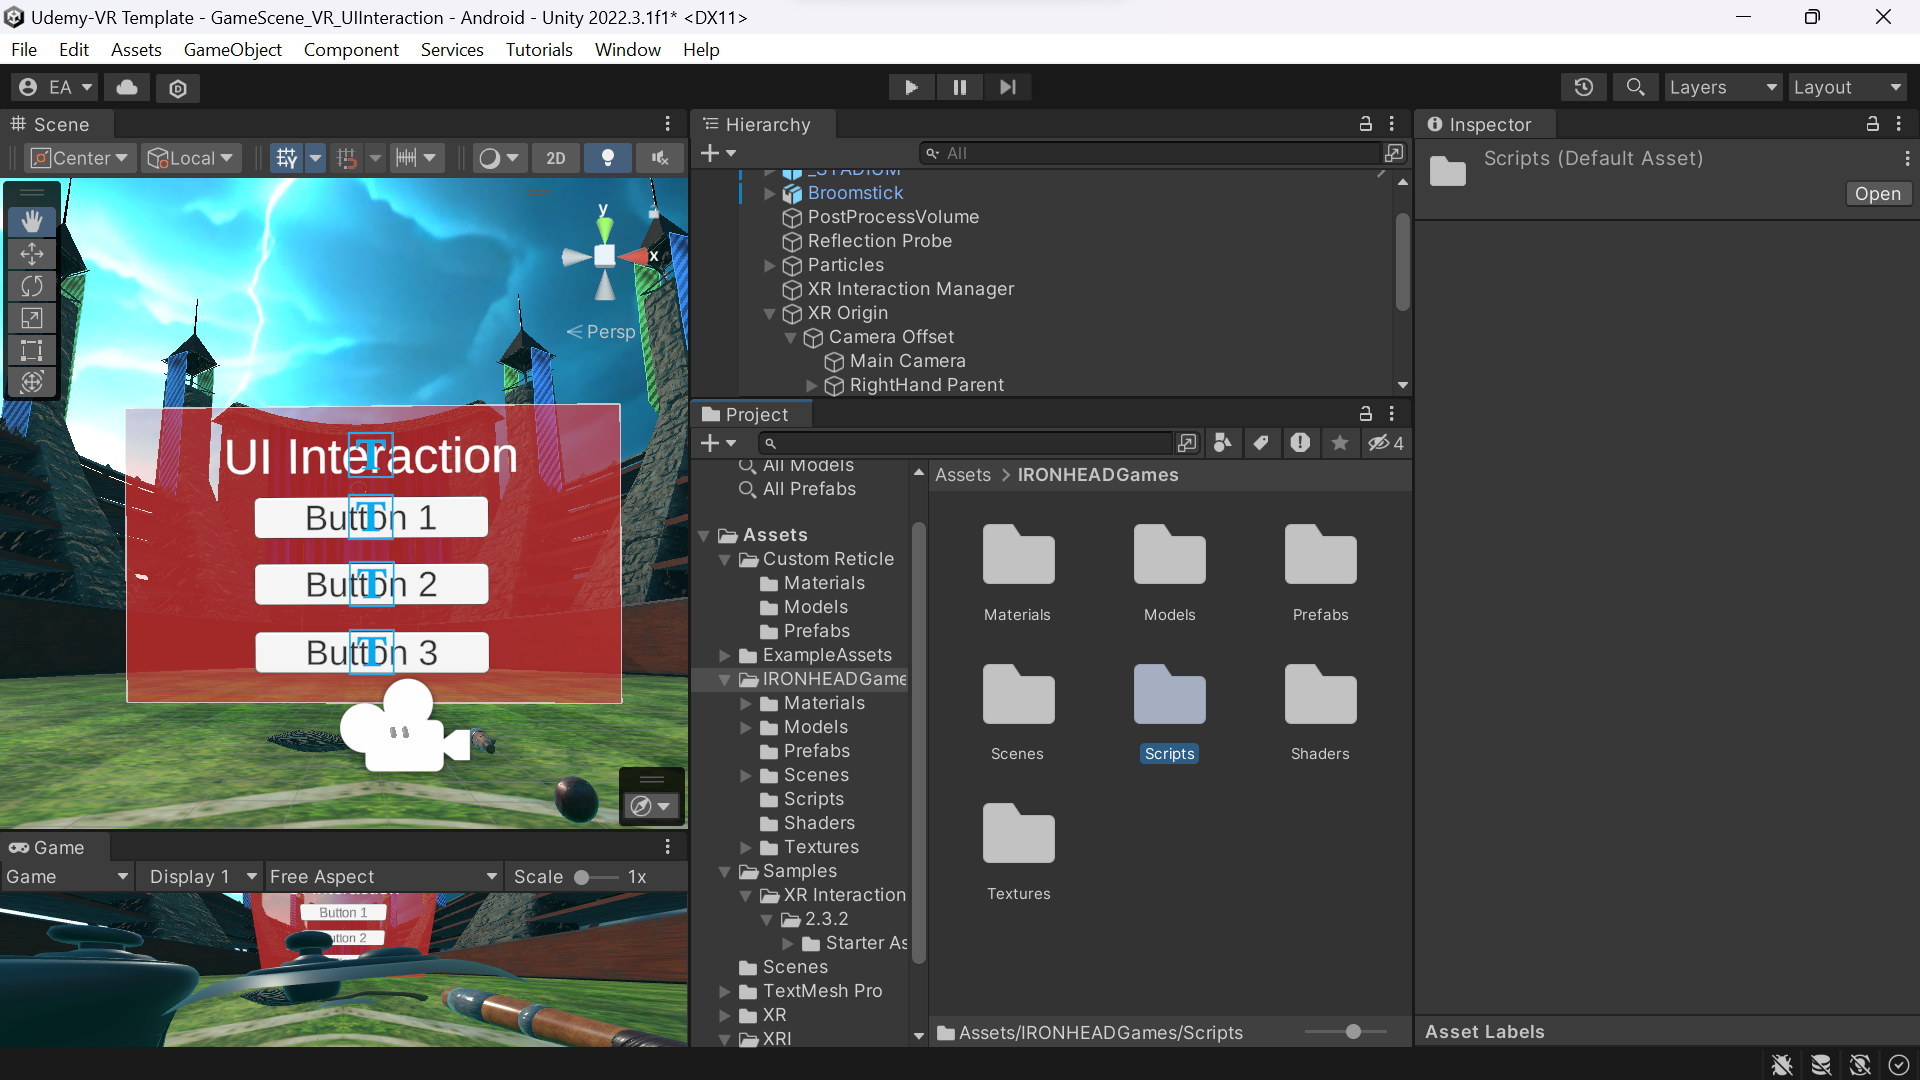 Udemy-VR Template - GameScene_VR_UIInteraction - Android - Unity 2022.3.1f1* <DX11>
File Edit Assets GameObject Component Services Tutorials Window Help
EA
Layers
Layout
Scene
Center
Local
2D
y
x
Persp
UI Interaction
Button 1
Button 2
Button 3
Game
Game
Display 1
Free Aspect
Scale
1x
Button 1
Hierarchy
All
_STADIUM
Broomstick
PostProcessVolume
Reflection Probe
Particles
XR Interaction Manager
XR Origin
Camera Offset
Main Camera
RightHand Parent
Project
4
All Models
All Prefabs
Assets
Custom Reticle
Materials
Models
Prefabs
ExampleAssets
IRONHEADGame
Materials
Models
Prefabs
Scenes
Scripts
Shaders
Textures
Samples
XR Interaction
2.3.2
Starter As
Scenes
TextMesh Pro
XR
XRI
Assets > IRONHEADGames
Materials
Models
Prefabs
Scenes
Scripts
Shaders
Textures
Assets/IRONHEADGames/Scripts
Inspector
Scripts (Default Asset)
Open
Asset Labels